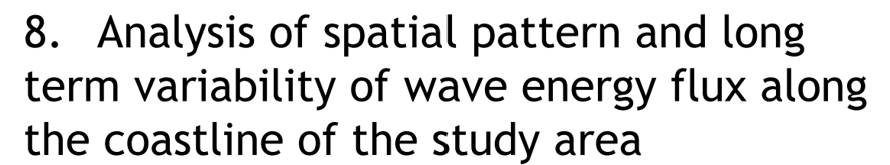 8. Analysis of spatial pattern and long
term variability of wave energy flux along
the coastline of the study area